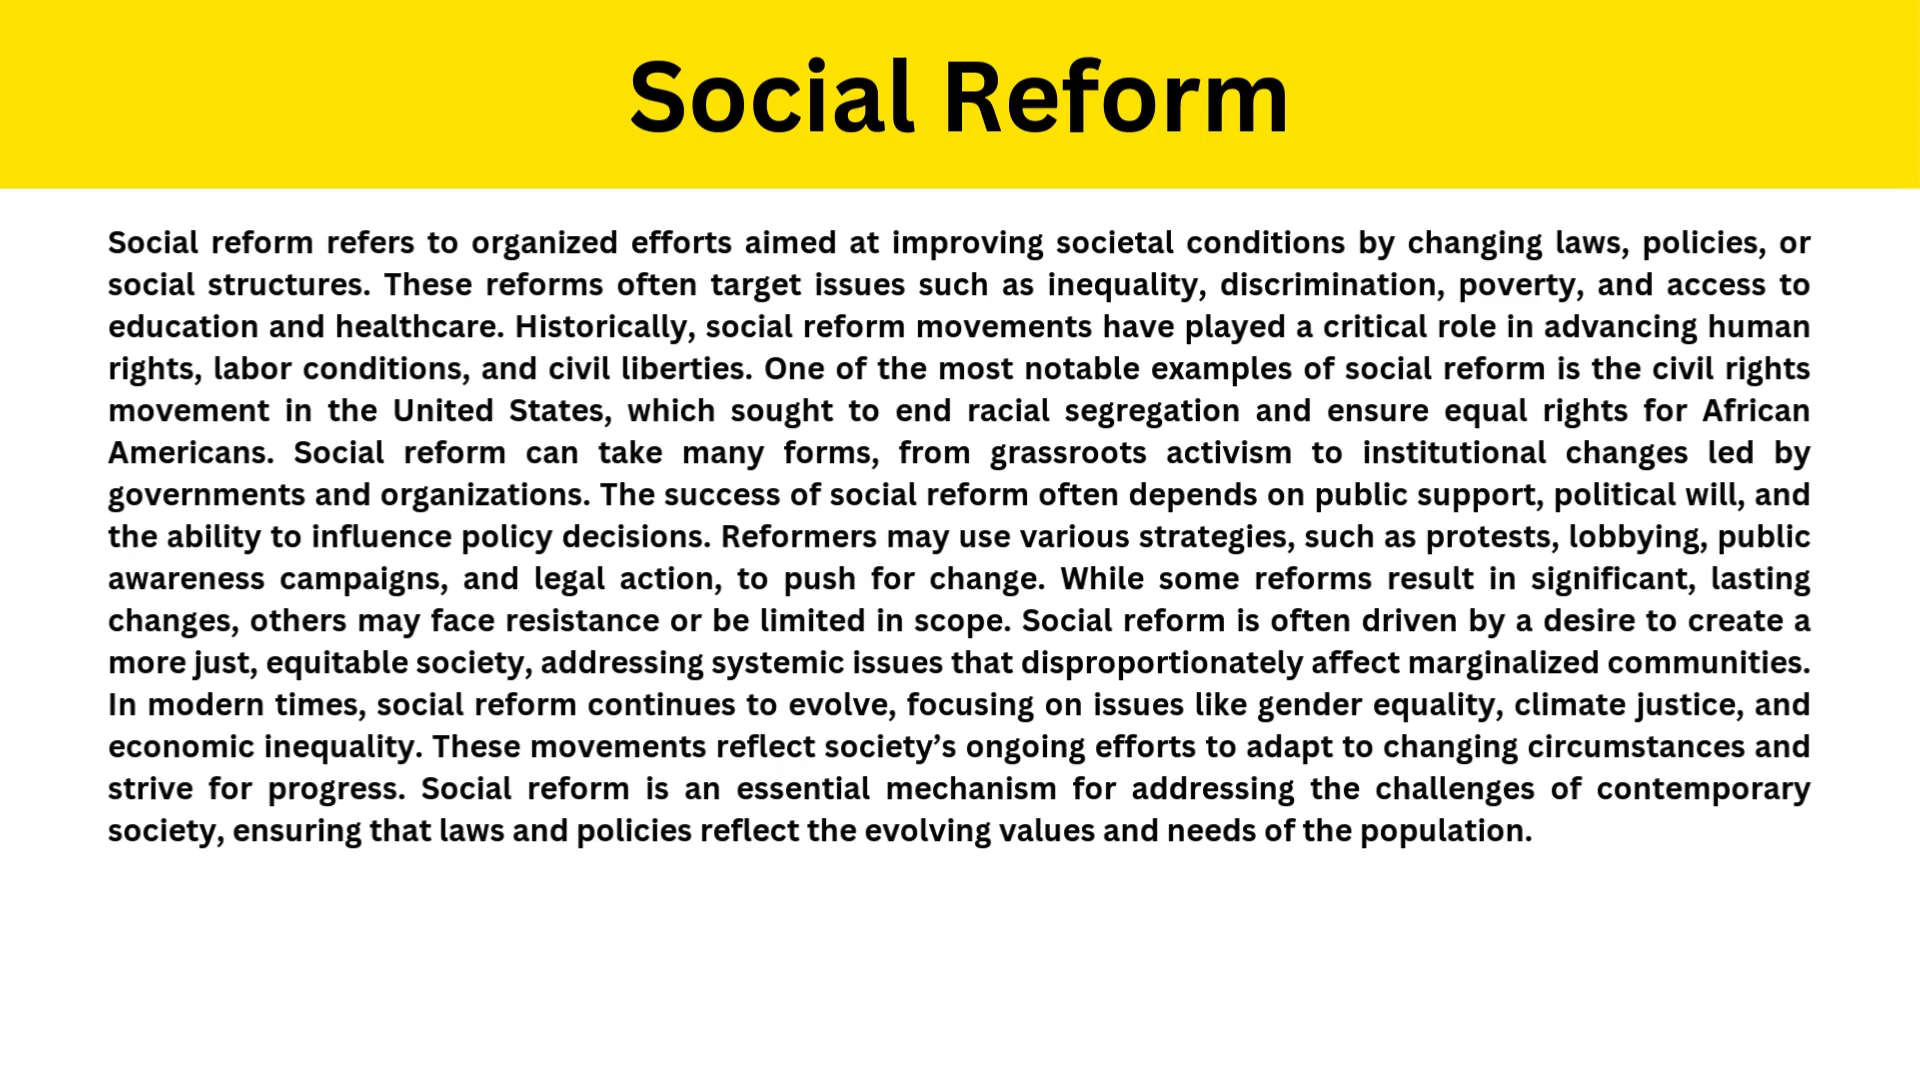 Social Reform
Social reform refers to organized efforts aimed at improving societal conditions by changing laws, policies, or
social structures. These reforms often target issues such as inequality, discrimination, poverty, and access to
education and healthcare. Historically, social reform movements have played a critical role in advancing human
rights, labor conditions, and civil liberties. One of the most notable examples of social reform is the civil rights
movement in the United States, which sought to end racial segregation and ensure equal rights for African
Americans. Social reform can take many forms, from grassroots activism to institutional changes led by
governments and organizations. The success of social reform often depends on public support, political will, and
the ability to influence policy decisions. Reformers may use various strategies, such as protests, lobbying, public
awareness campaigns, and legal action, to push for change. While some reforms result in significant, lasting
changes, others may face resistance or be limited in scope. Social reform is often driven by a desire to create a
more just, equitable society, addressing systemic issues that disproportionately affect marginalized communities.
In modern times, social reform continues to evolve, focusing on issues like gender equality, climate justice, and
economic inequality. These movements reflect society’s ongoing efforts to adapt to changing circumstances and
strive for progress. Social reform is an essential mechanism for addressing the challenges of contemporary
society, ensuring that laws and policies reflect the evolving values and needs of the population.